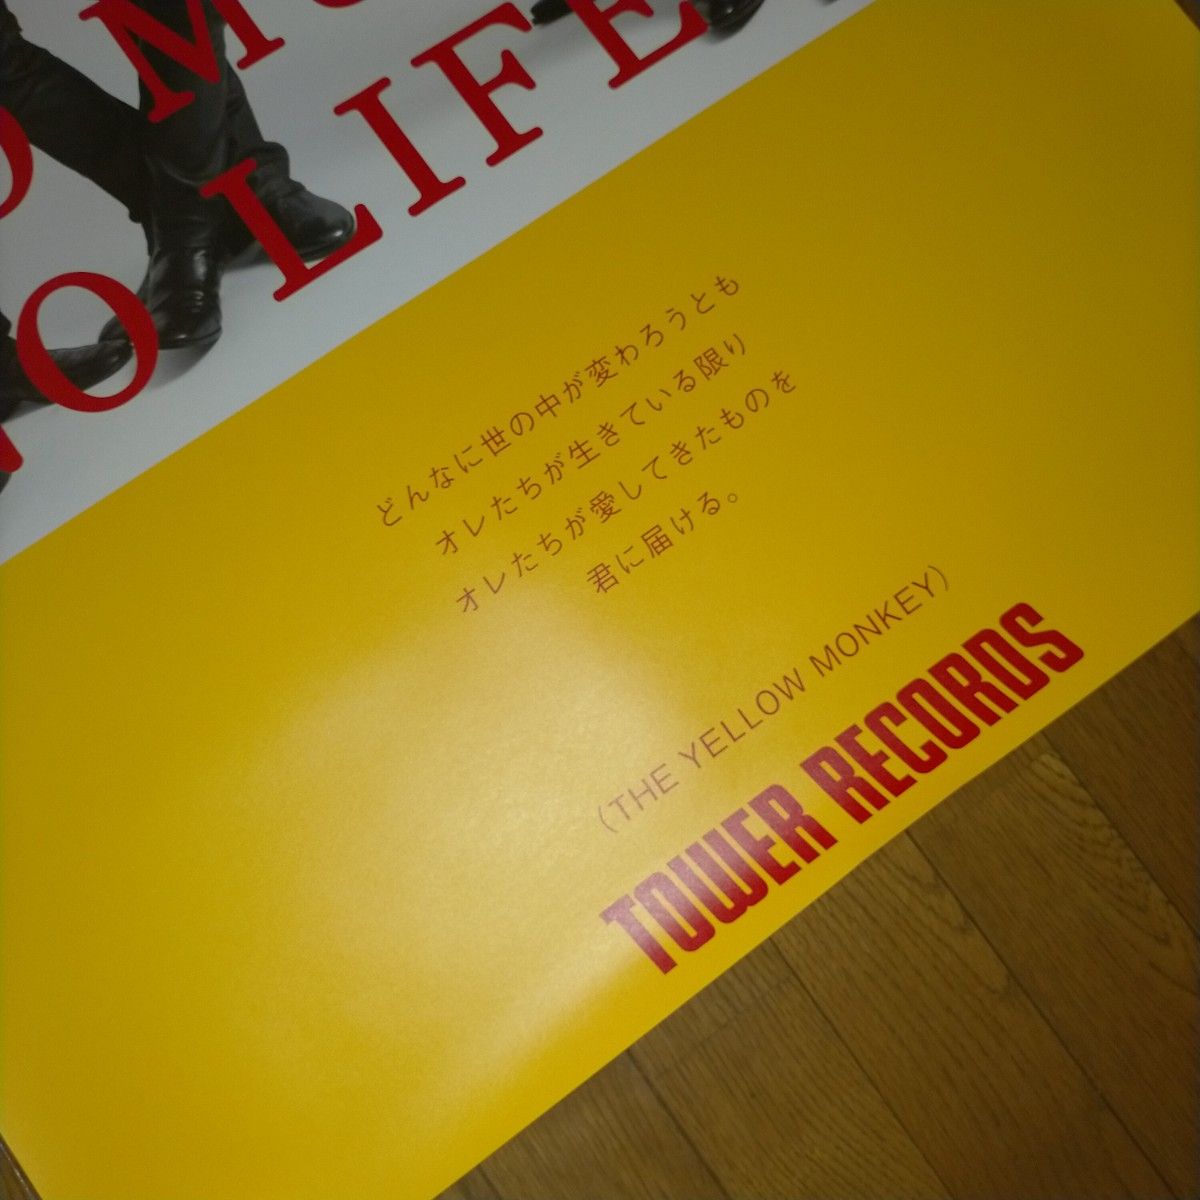 O MU
O LIFE
どんなに世の中が変わろうとも
オレたちが生きている限り
オレたちが愛してきたものを
君に届ける。
(THE YELLOW MONKEY)
TOWER RECORDS